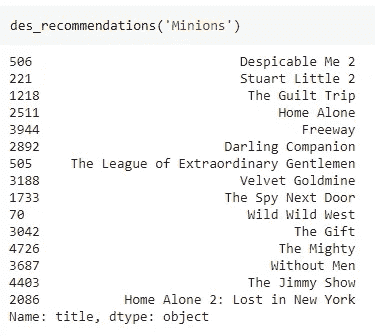 des_recommendations('Minions')
506 Despicable Me 2
221 Stuart Little 2
1218 The Guilt Trip
2511 Home Alone
3944 Freeway
2892 Darling Companion
505 The League of Extraordinary Gentlemen
3188 Velvet Goldmine
1733 The Spy Next Door
70 Wild Wild West
3042 The Gift
4726 The Mighty
3687 Without Men
4403 The Jimmy Show
2086 Home Alone 2: Lost in New York
Name: title, dtype: object